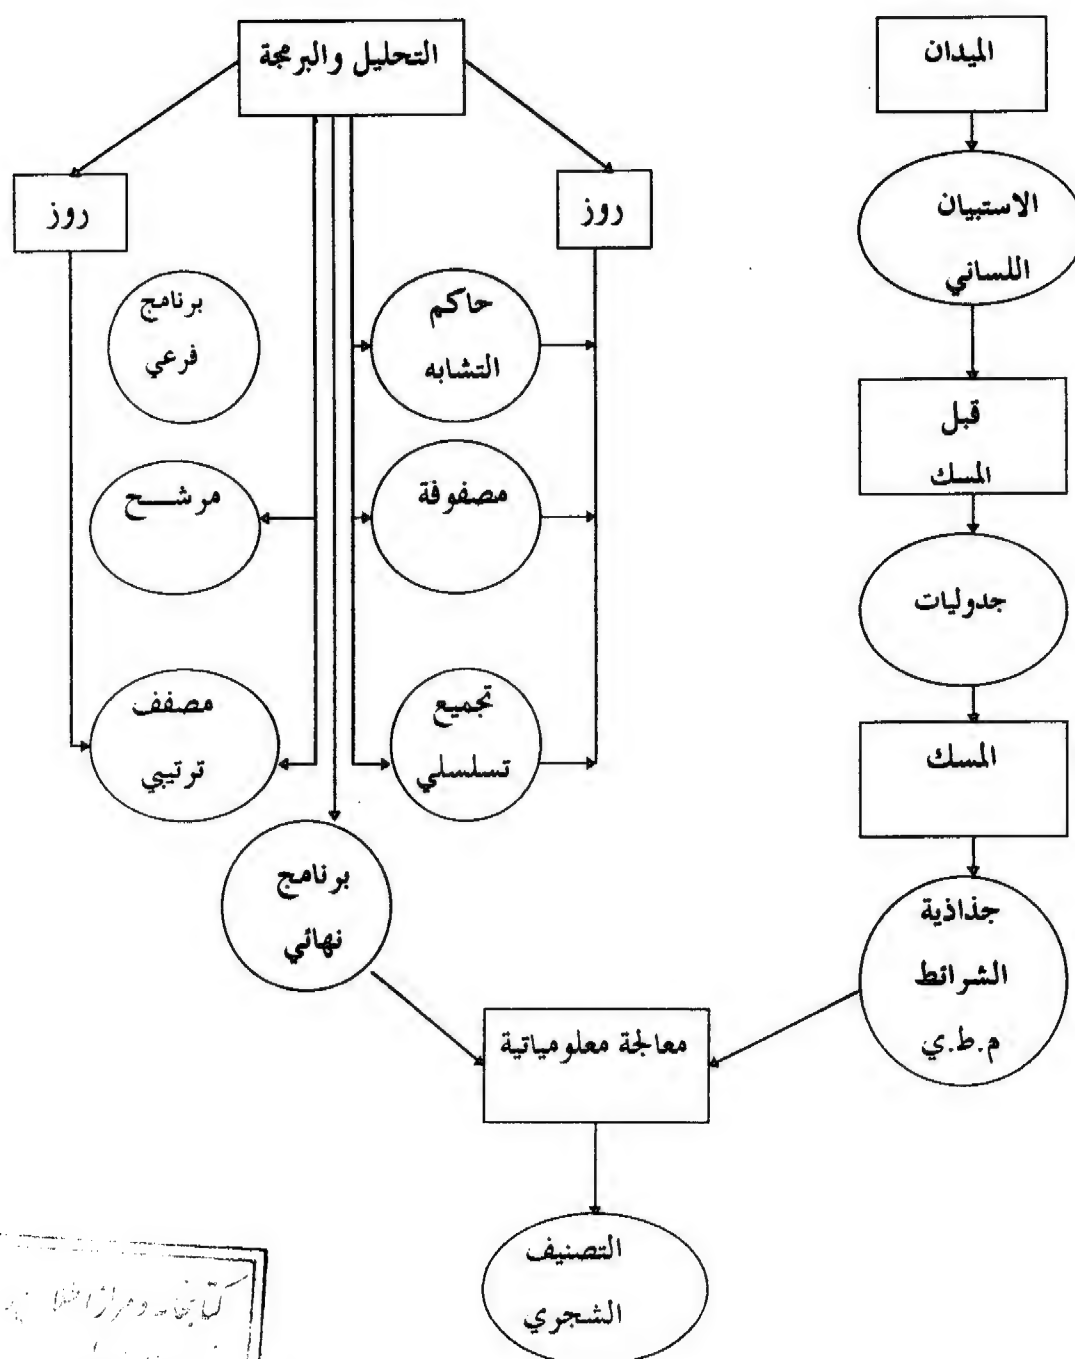 الميدان
الاستبيان
اللساني
قبل
المسك
جدوليات
المسك
جذاذية
الشرائط
م.ط.ي
التحليل والبرمجة
روز
روز
حاكم
التشابه
مصفوفة
تجميع
تسلسلي
برنامج
فرعي
مرشـــح
مصفف
ترتيبي
برنامج
نهائي
معالجة معلومياتية
التصنيف
الشجري